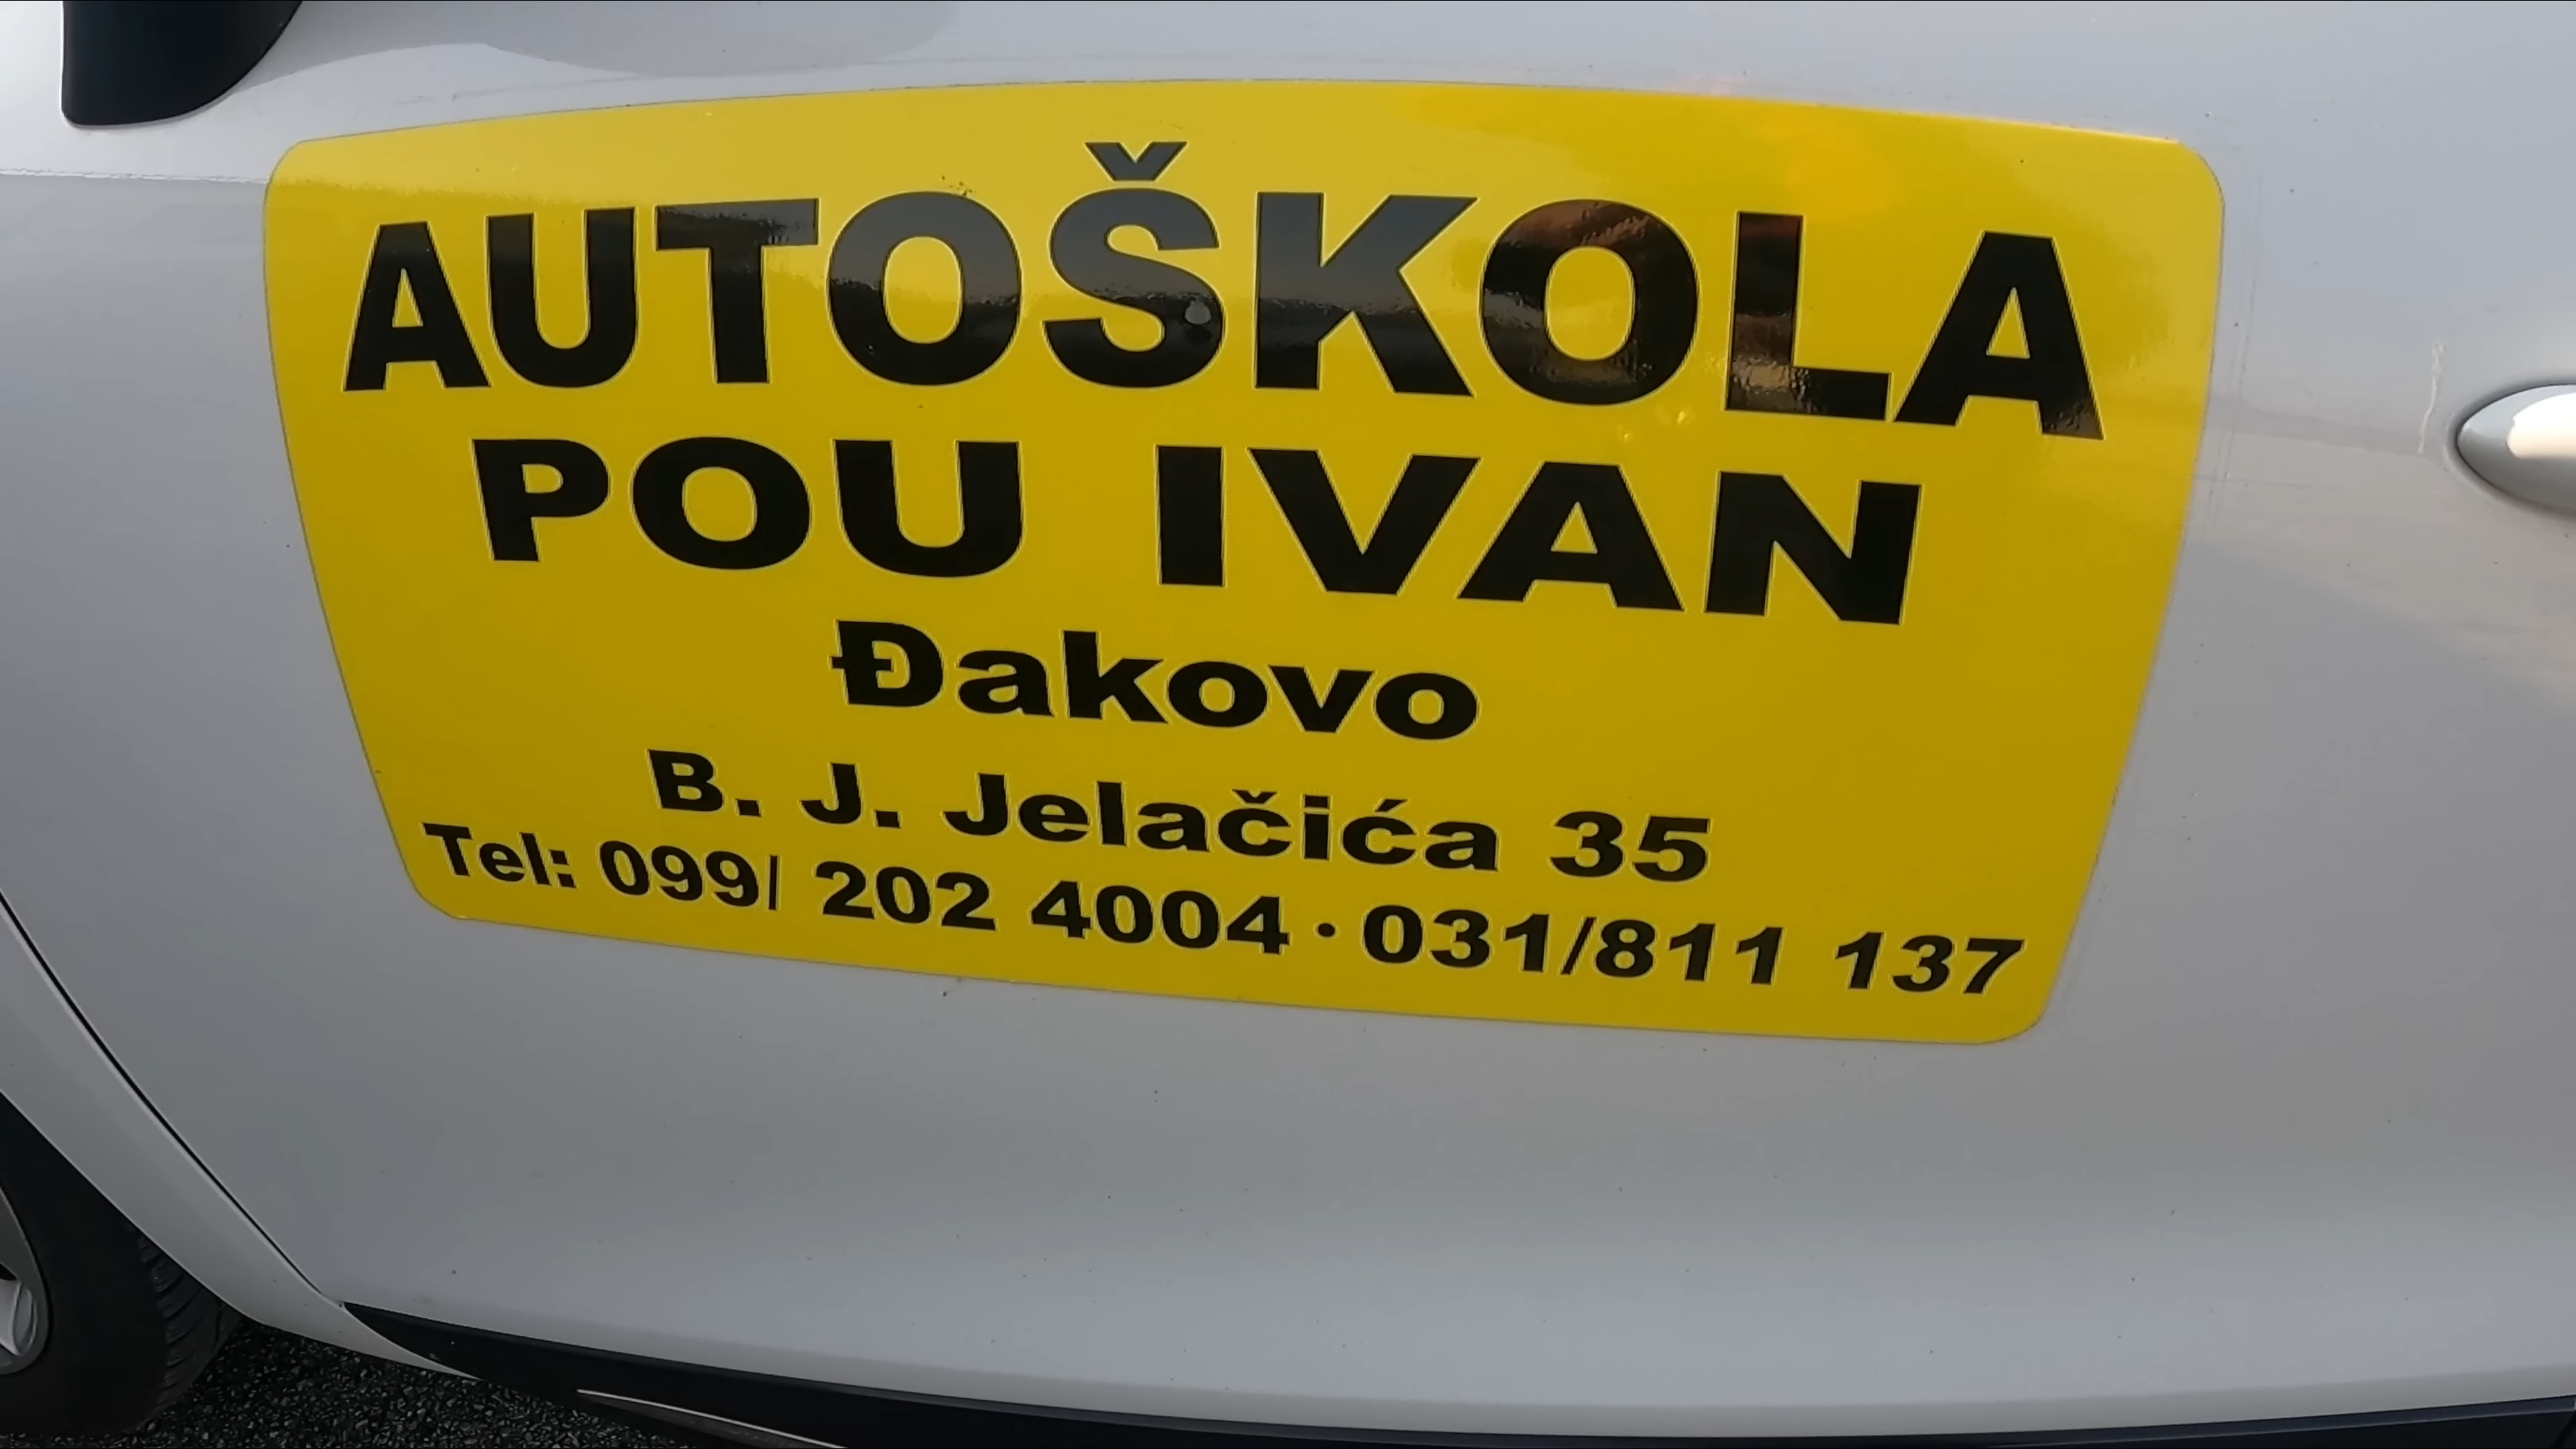 AUTOŠKOLA
POU IVAN
Đakovo
B. J. Jelačića 35
Tel: 099/ 202 4004 · 031/811 137